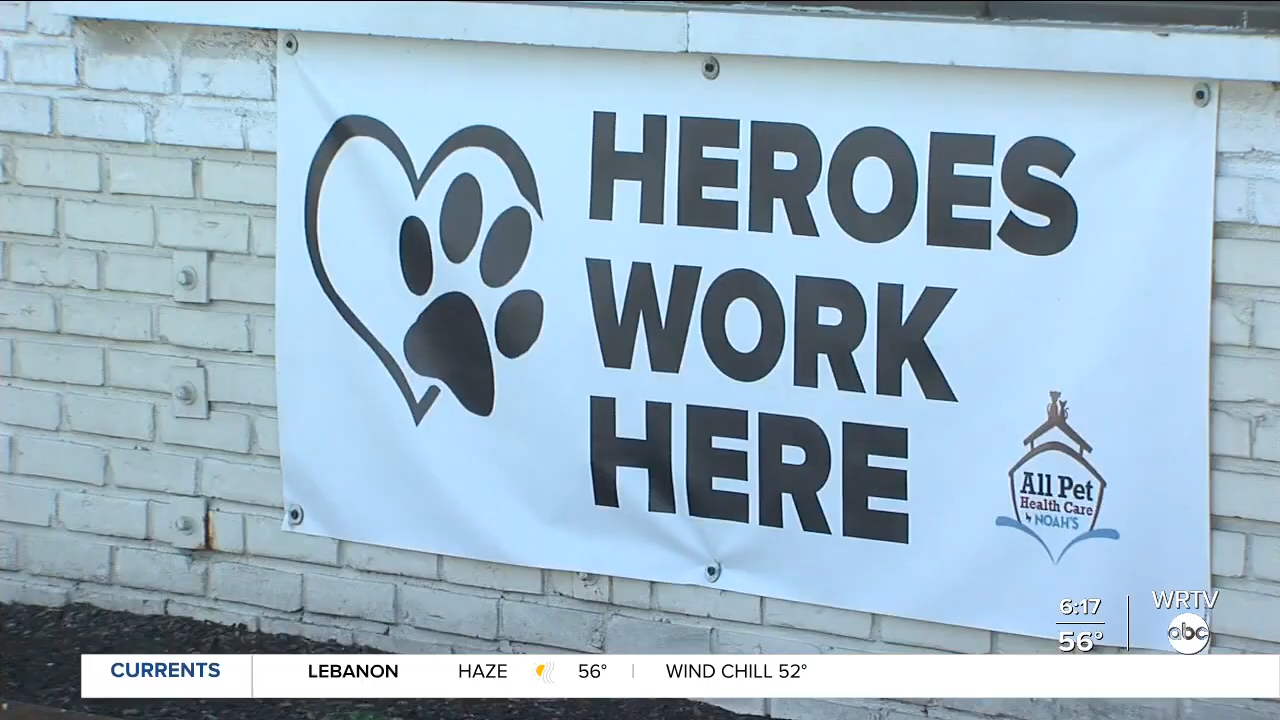 HEROES
WORK
HERE
All Pet
Health Care
by NOAH'S
6:17
56°
WRTV
abc
CURRENTS
LEBANON HAZE 56° WIND CHILL 52°